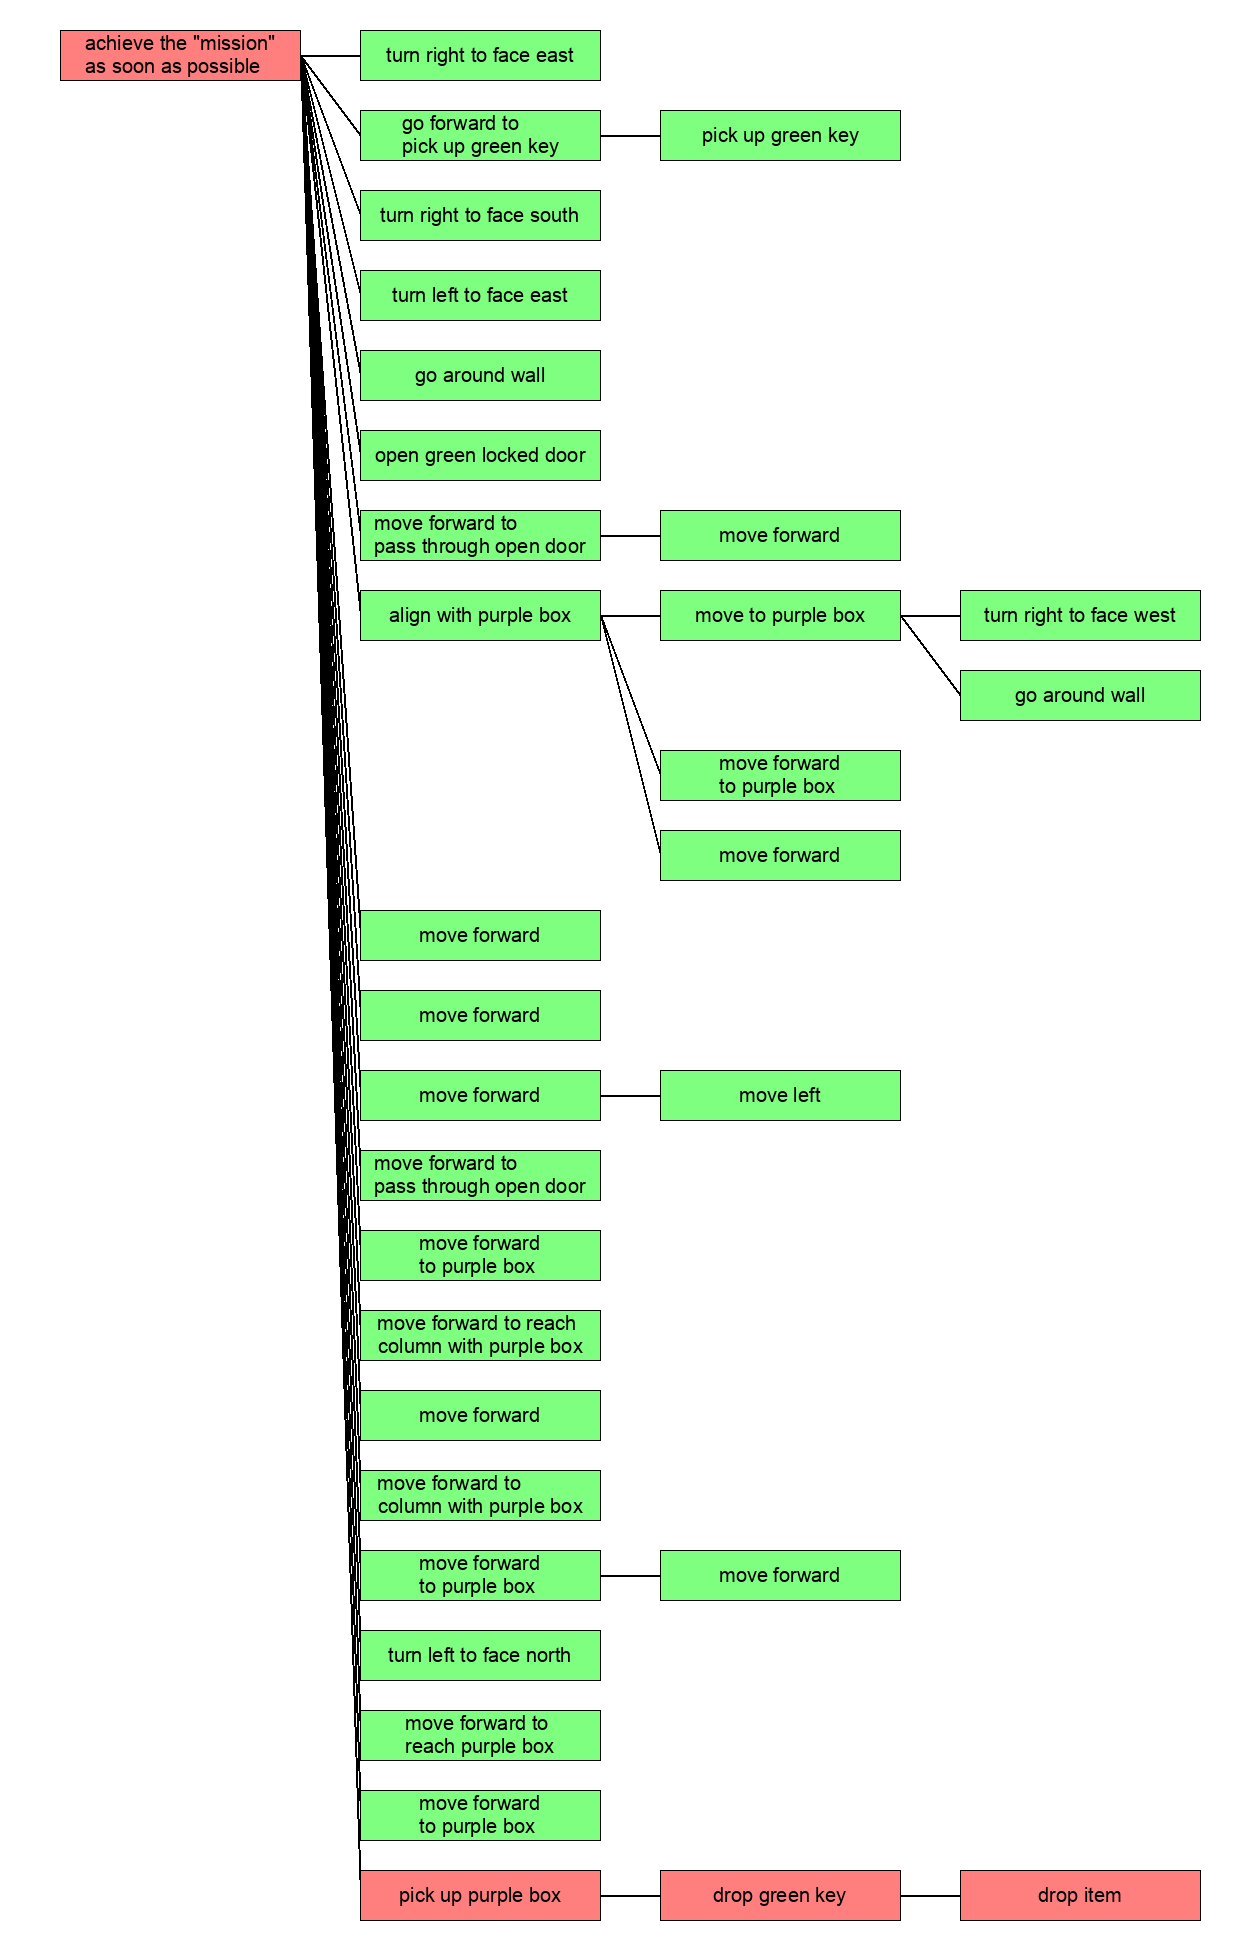 achieve the "mission"
as soon as possible
turn right to face east
go forward to
pick up green key
pick up green key
turn right to face south
turn left to face east
go around wall
open green locked door
move forward to
pass through open door
move forward
align with purple box
move to purple box
turn right to face west
go around wall
move forward
to purple box
move forward
move forward
move forward
move forward
move left
move forward to
pass through open door
move forward
to purple box
move forward to reach
column with purple box
move forward
move forward to
column with purple box
move forward
to purple box
move forward
turn left to face north
move forward to
reach purple box
move forward
to purple box
pick up purple box
drop green key
drop item